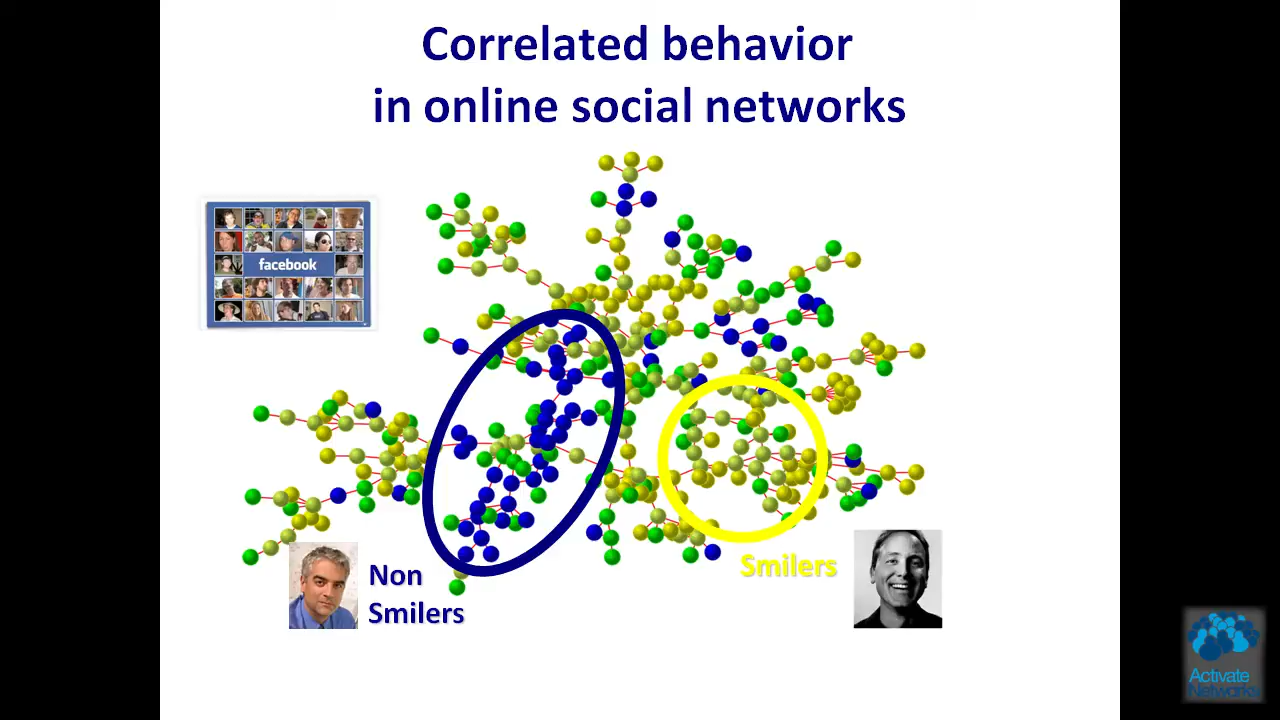 Correlated behavior
in online social networks
facebook
Non
Smilers
Smilers
Activate
Networks